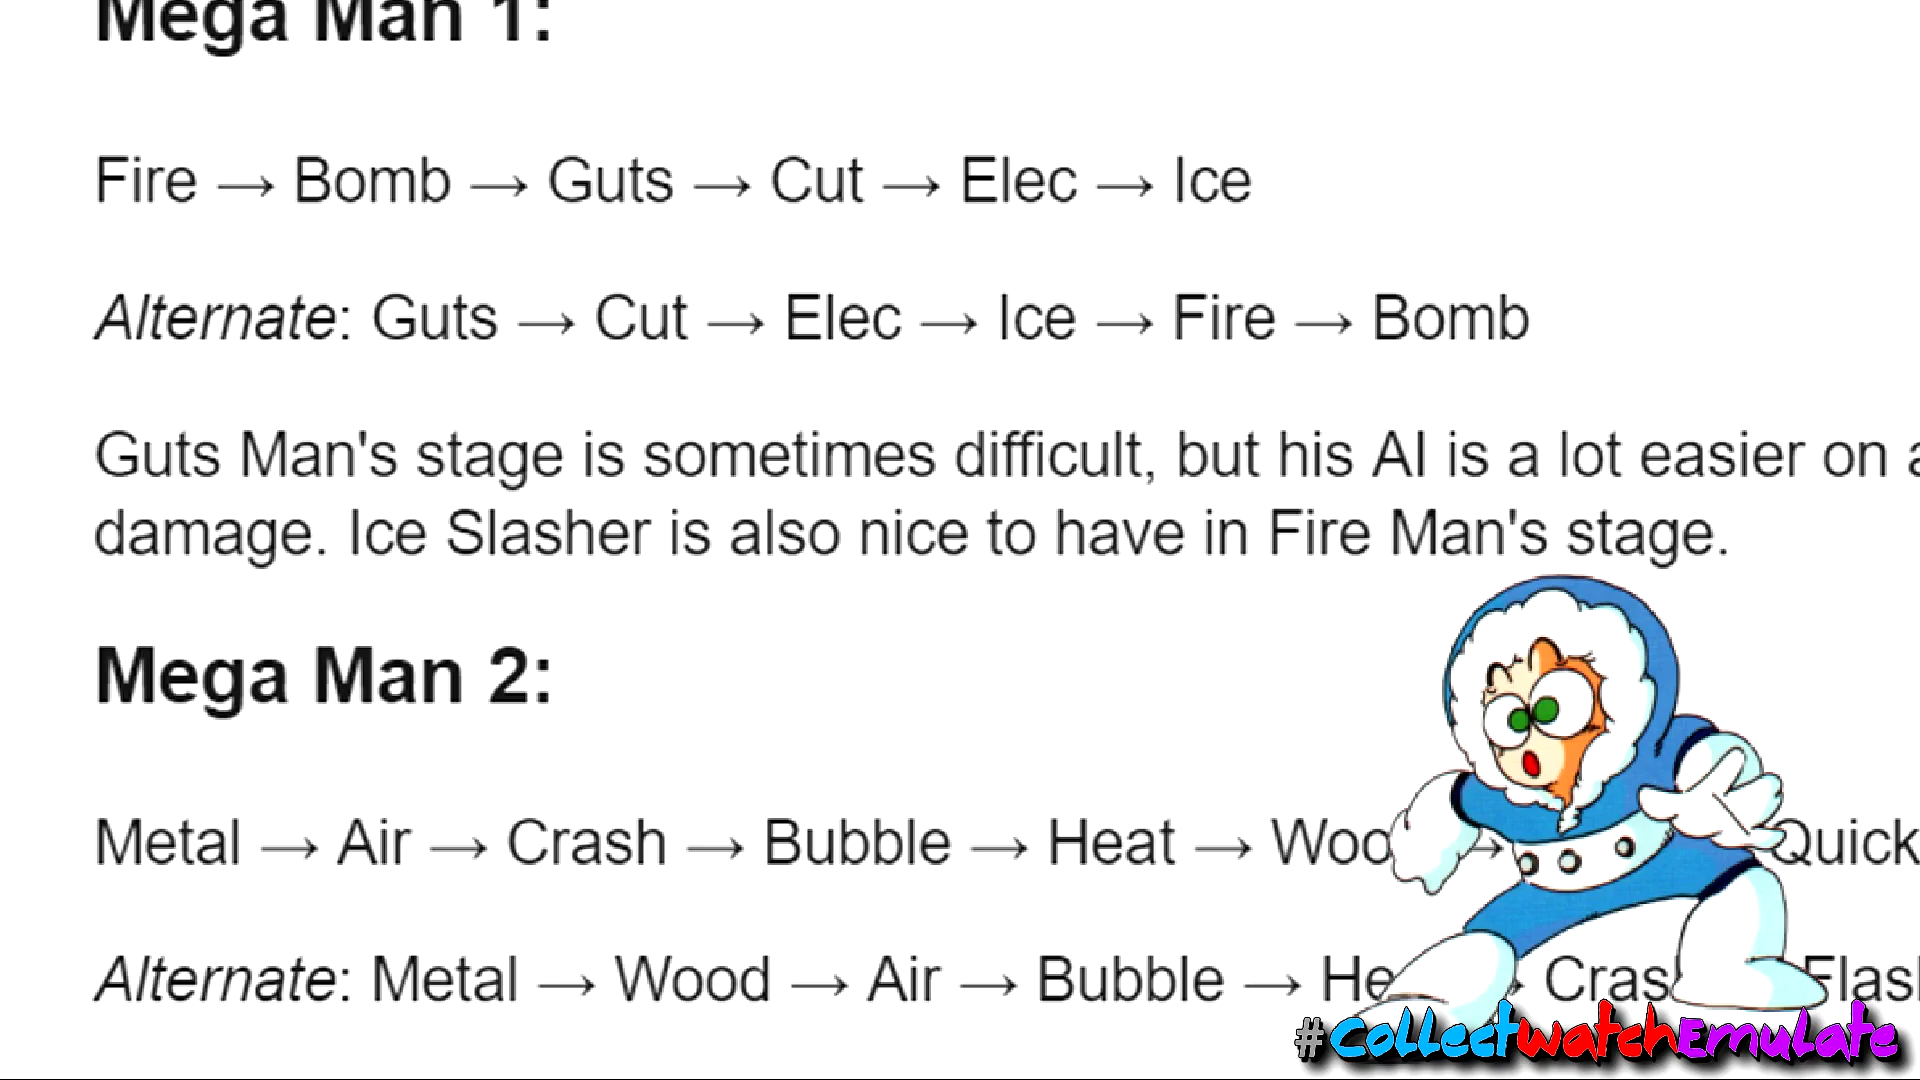 Mega Man 1:
Fire → Bomb → Guts → Cut → Elec → Ice
Alternate: Guts → Cut → Elec → Ice → Fire → Bomb
Guts Man's stage is sometimes difficult, but his AI is a lot easier on
damage. Ice Slasher is also nice to have in Fire Man's stage.
Mega Man 2:
Metal → Air → Crash → Bubble → Heat → → Quick
Alternate: Metal → Wood → Air → Bubble → →
#CollectWatchEmulate